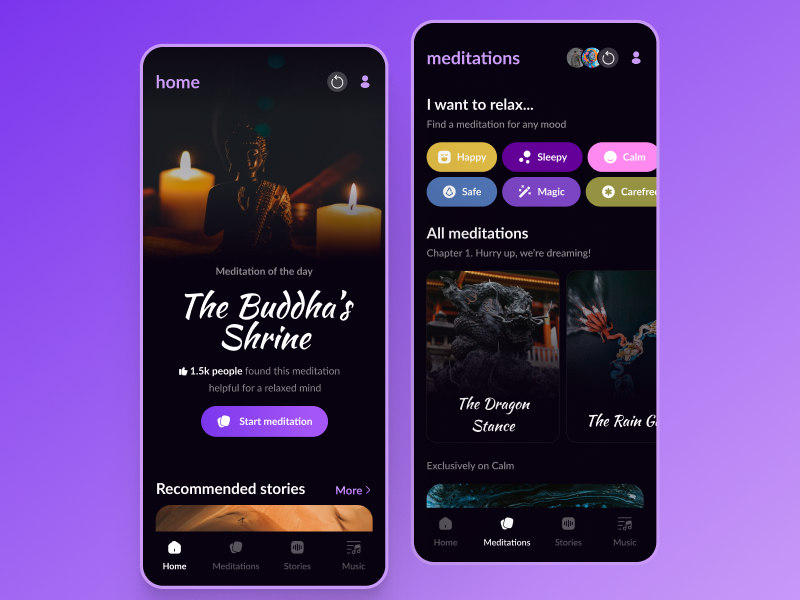 home
Meditation of the day
The Buddha's
Shrine
1.5k people found this meditation
helpful for a relaxed mind
Start meditation
Recommended stories
More
Home
Meditations
Stories
Music
meditations
I want to relax...
Find a meditation for any mood
Happy
Sleepy
Calm
Safe
Magic
Carefree
All meditations
Chapter 1. Hurry up, we're dreaming!
The Dragon
Stance
The Rain
Exclusively on Calm
Home
Meditations
Stories
Music